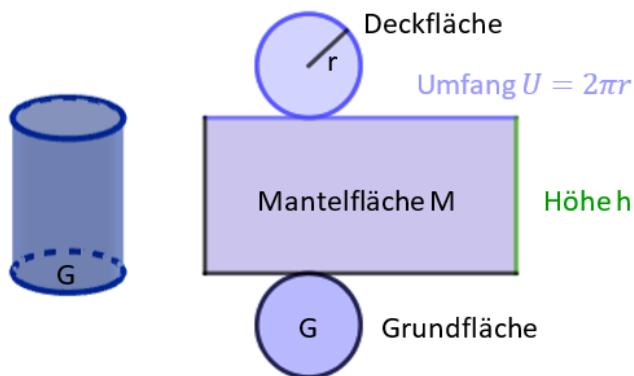 Deckfläche
r
Umfang U = 2πr
Mantelfläche M
Höhe h
G
G
Grundfläche